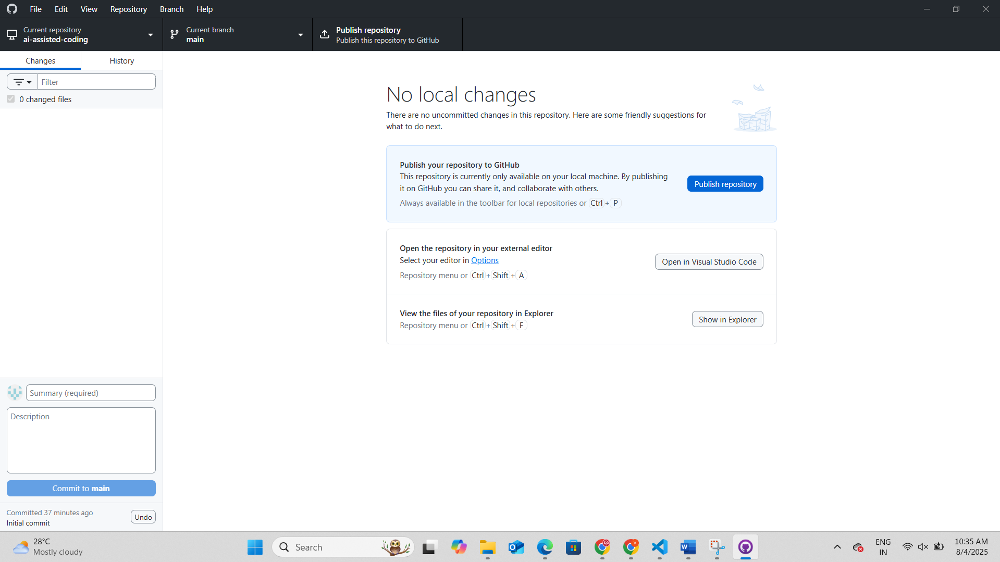 File Edit View Repository Branch Help
Current repository
ai-assisted-coding
Current branch
main
Publish repository
Publish this repository to GitHub
Changes
History
Filter
0 changed files
No local changes
There are no uncommitted changes in this repository. Here are some friendly suggestions for
what to do next.
Publish your repository to GitHub
This repository is currently only available on your local machine. By publishing
it on GitHub you can share it, and collaborate with others.
Always available in the toolbar for local repositories or Ctrl + P
Publish repository
Open the repository in your external editor
Select your editor in Options
Repository menu or Ctrl + Shift + A
Open in Visual Studio Code
View the files of your repository in Explorer
Repository menu or Ctrl + Shift + F
Show in Explorer
Summary (required)
Description
Commit to main
Committed 37 minutes ago
Initial commit
Undo
28°C
Mostly cloudy
Search
ENG
IN
10:35 AM
8/4/2025